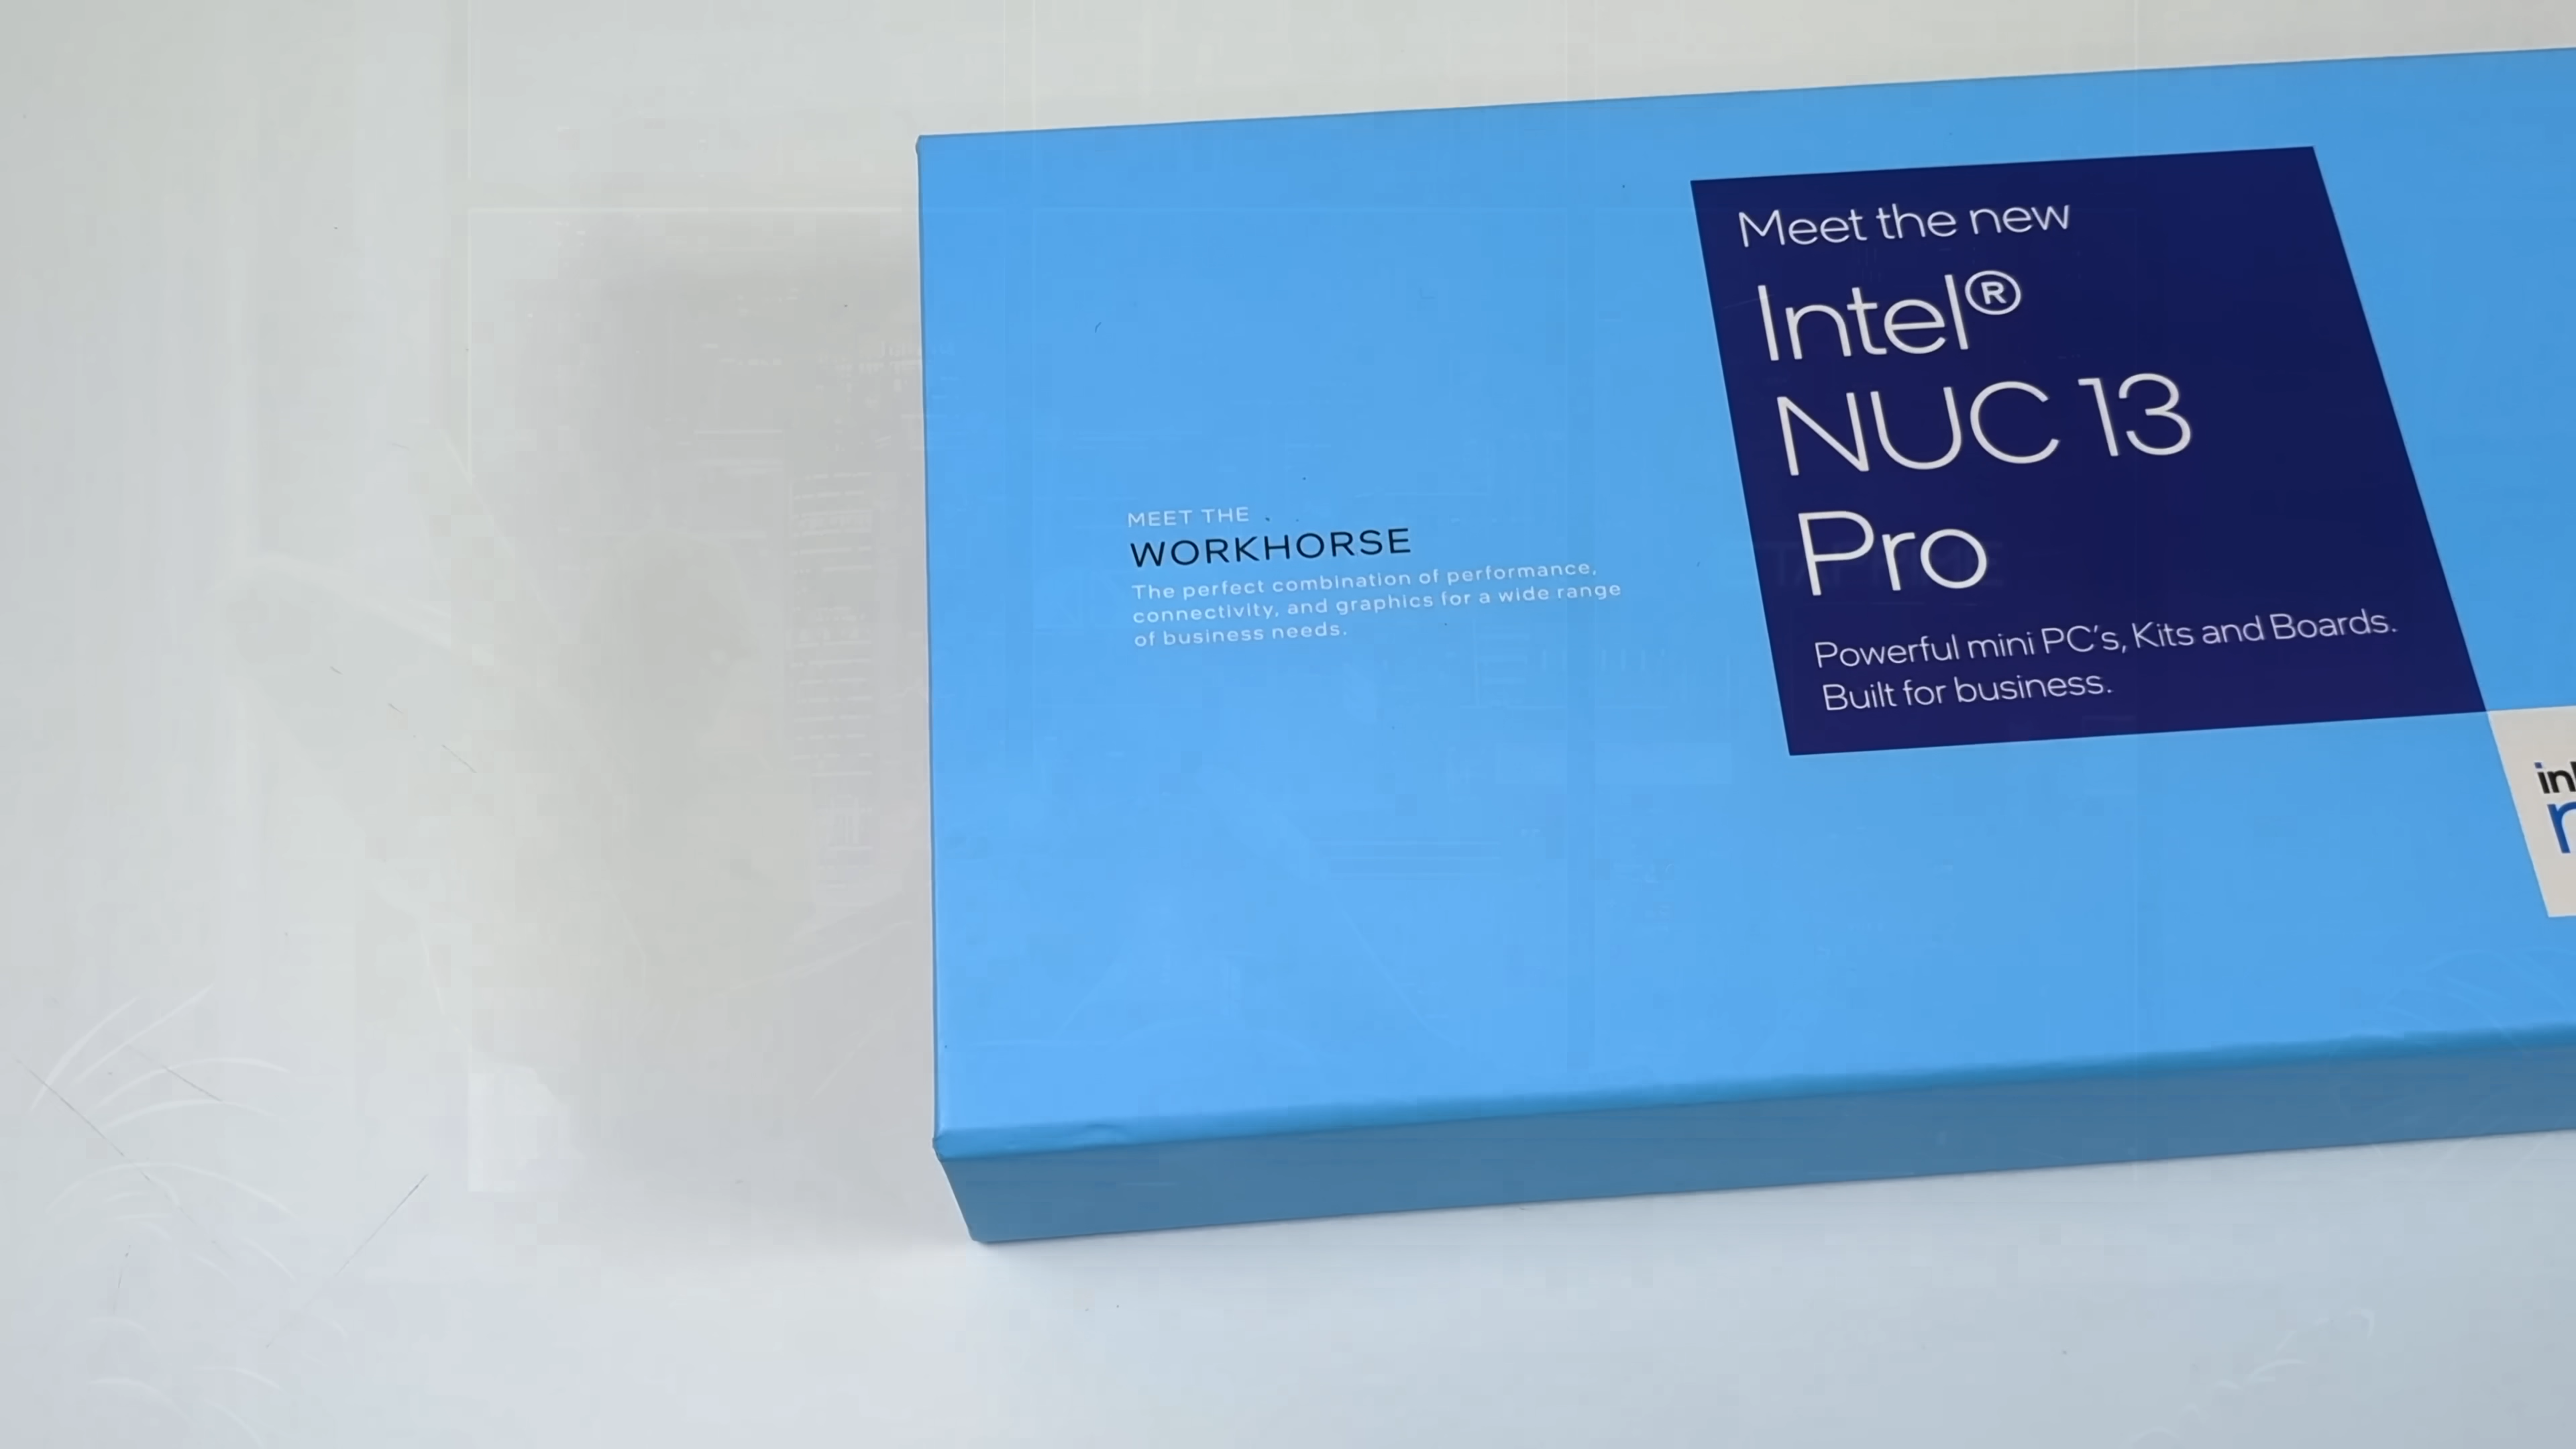 MEET THE
WORKHORSE
The perfect combination of performance,
connectivity, and graphics for a wide range
of business needs.
Meet the new
Intel®
NUC 13
Pro
Powerful mini PC's, Kits and Boards.
Built for business.